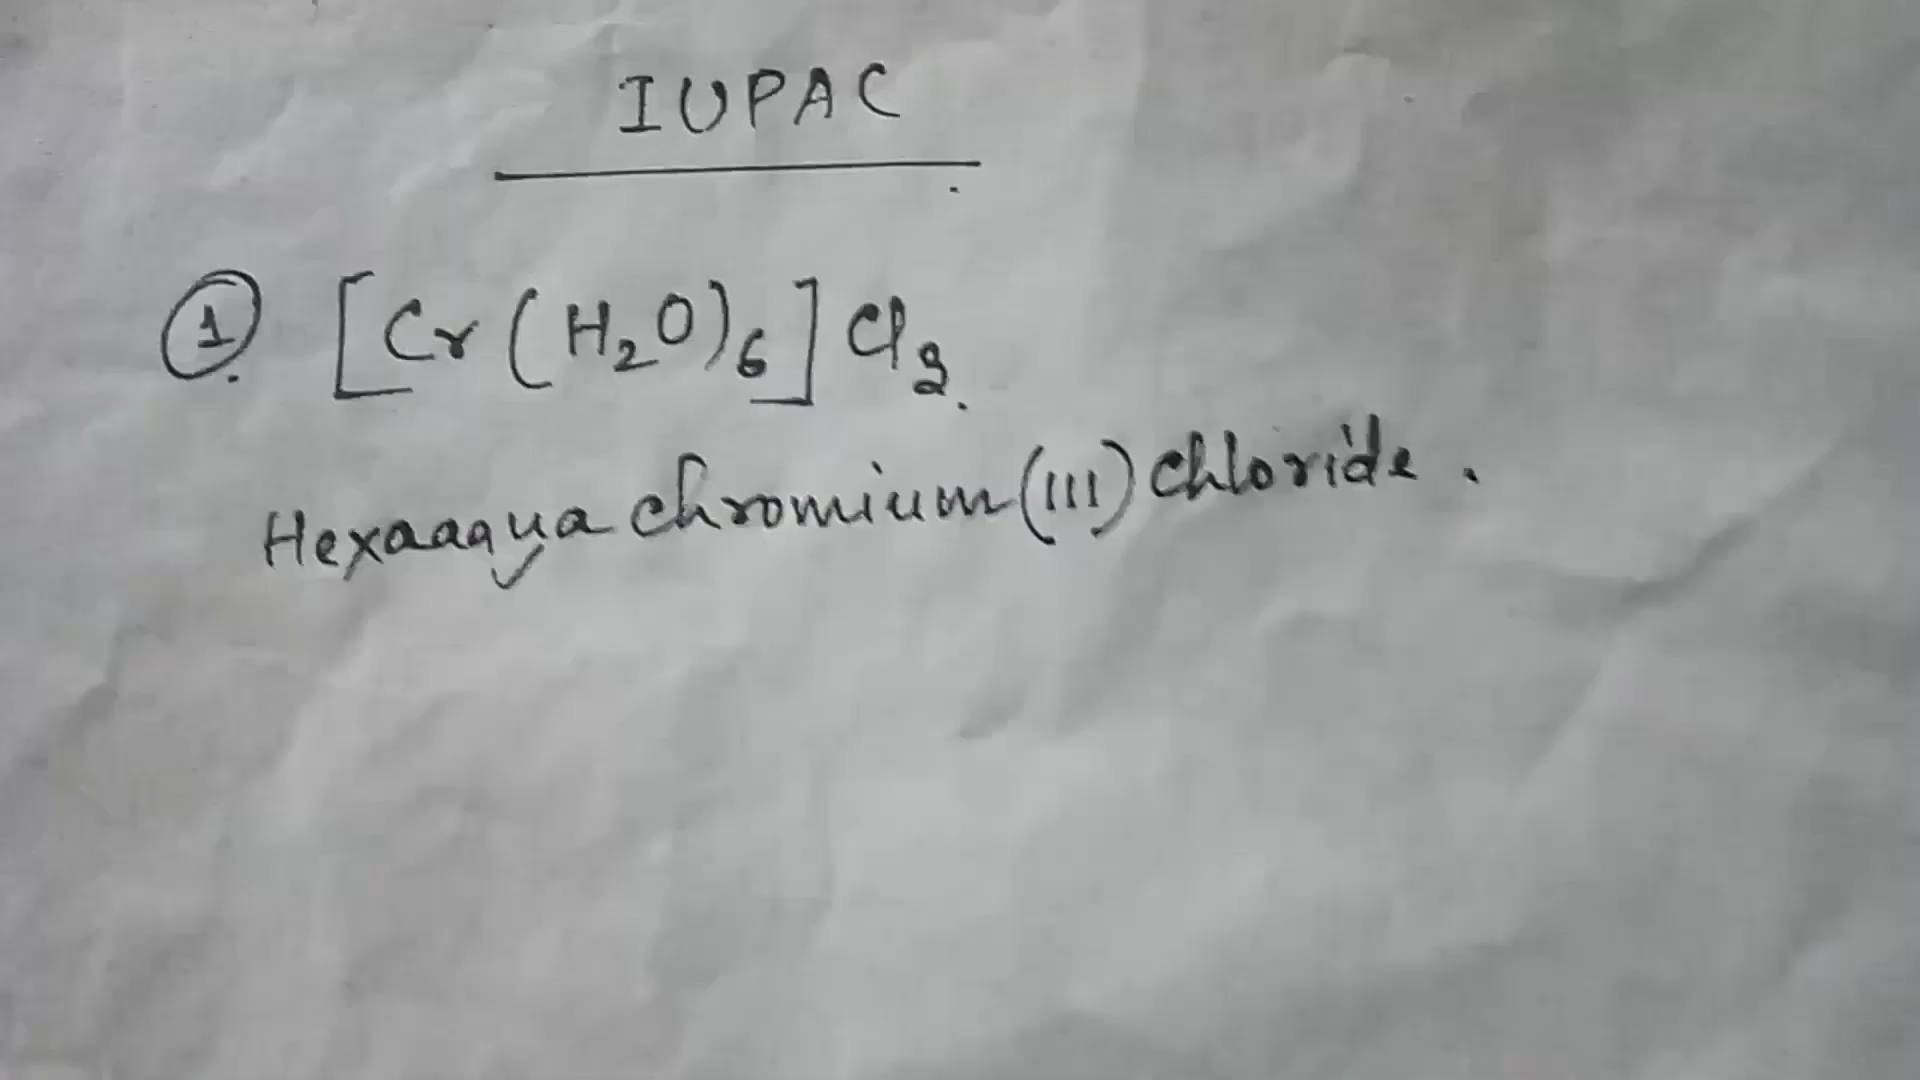 IUPAC
1. [Cr(H₂O)₆]Cl₃.
Hexaaqua chromium (III) chloride.